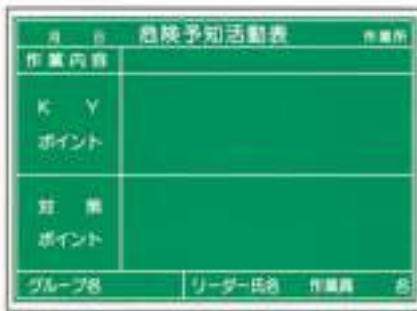 月 日 危険予知活動表 作業所
作業内容
K Y
ポイント
対 策
ポイント
グループ名 リーダー氏名 作業員 名